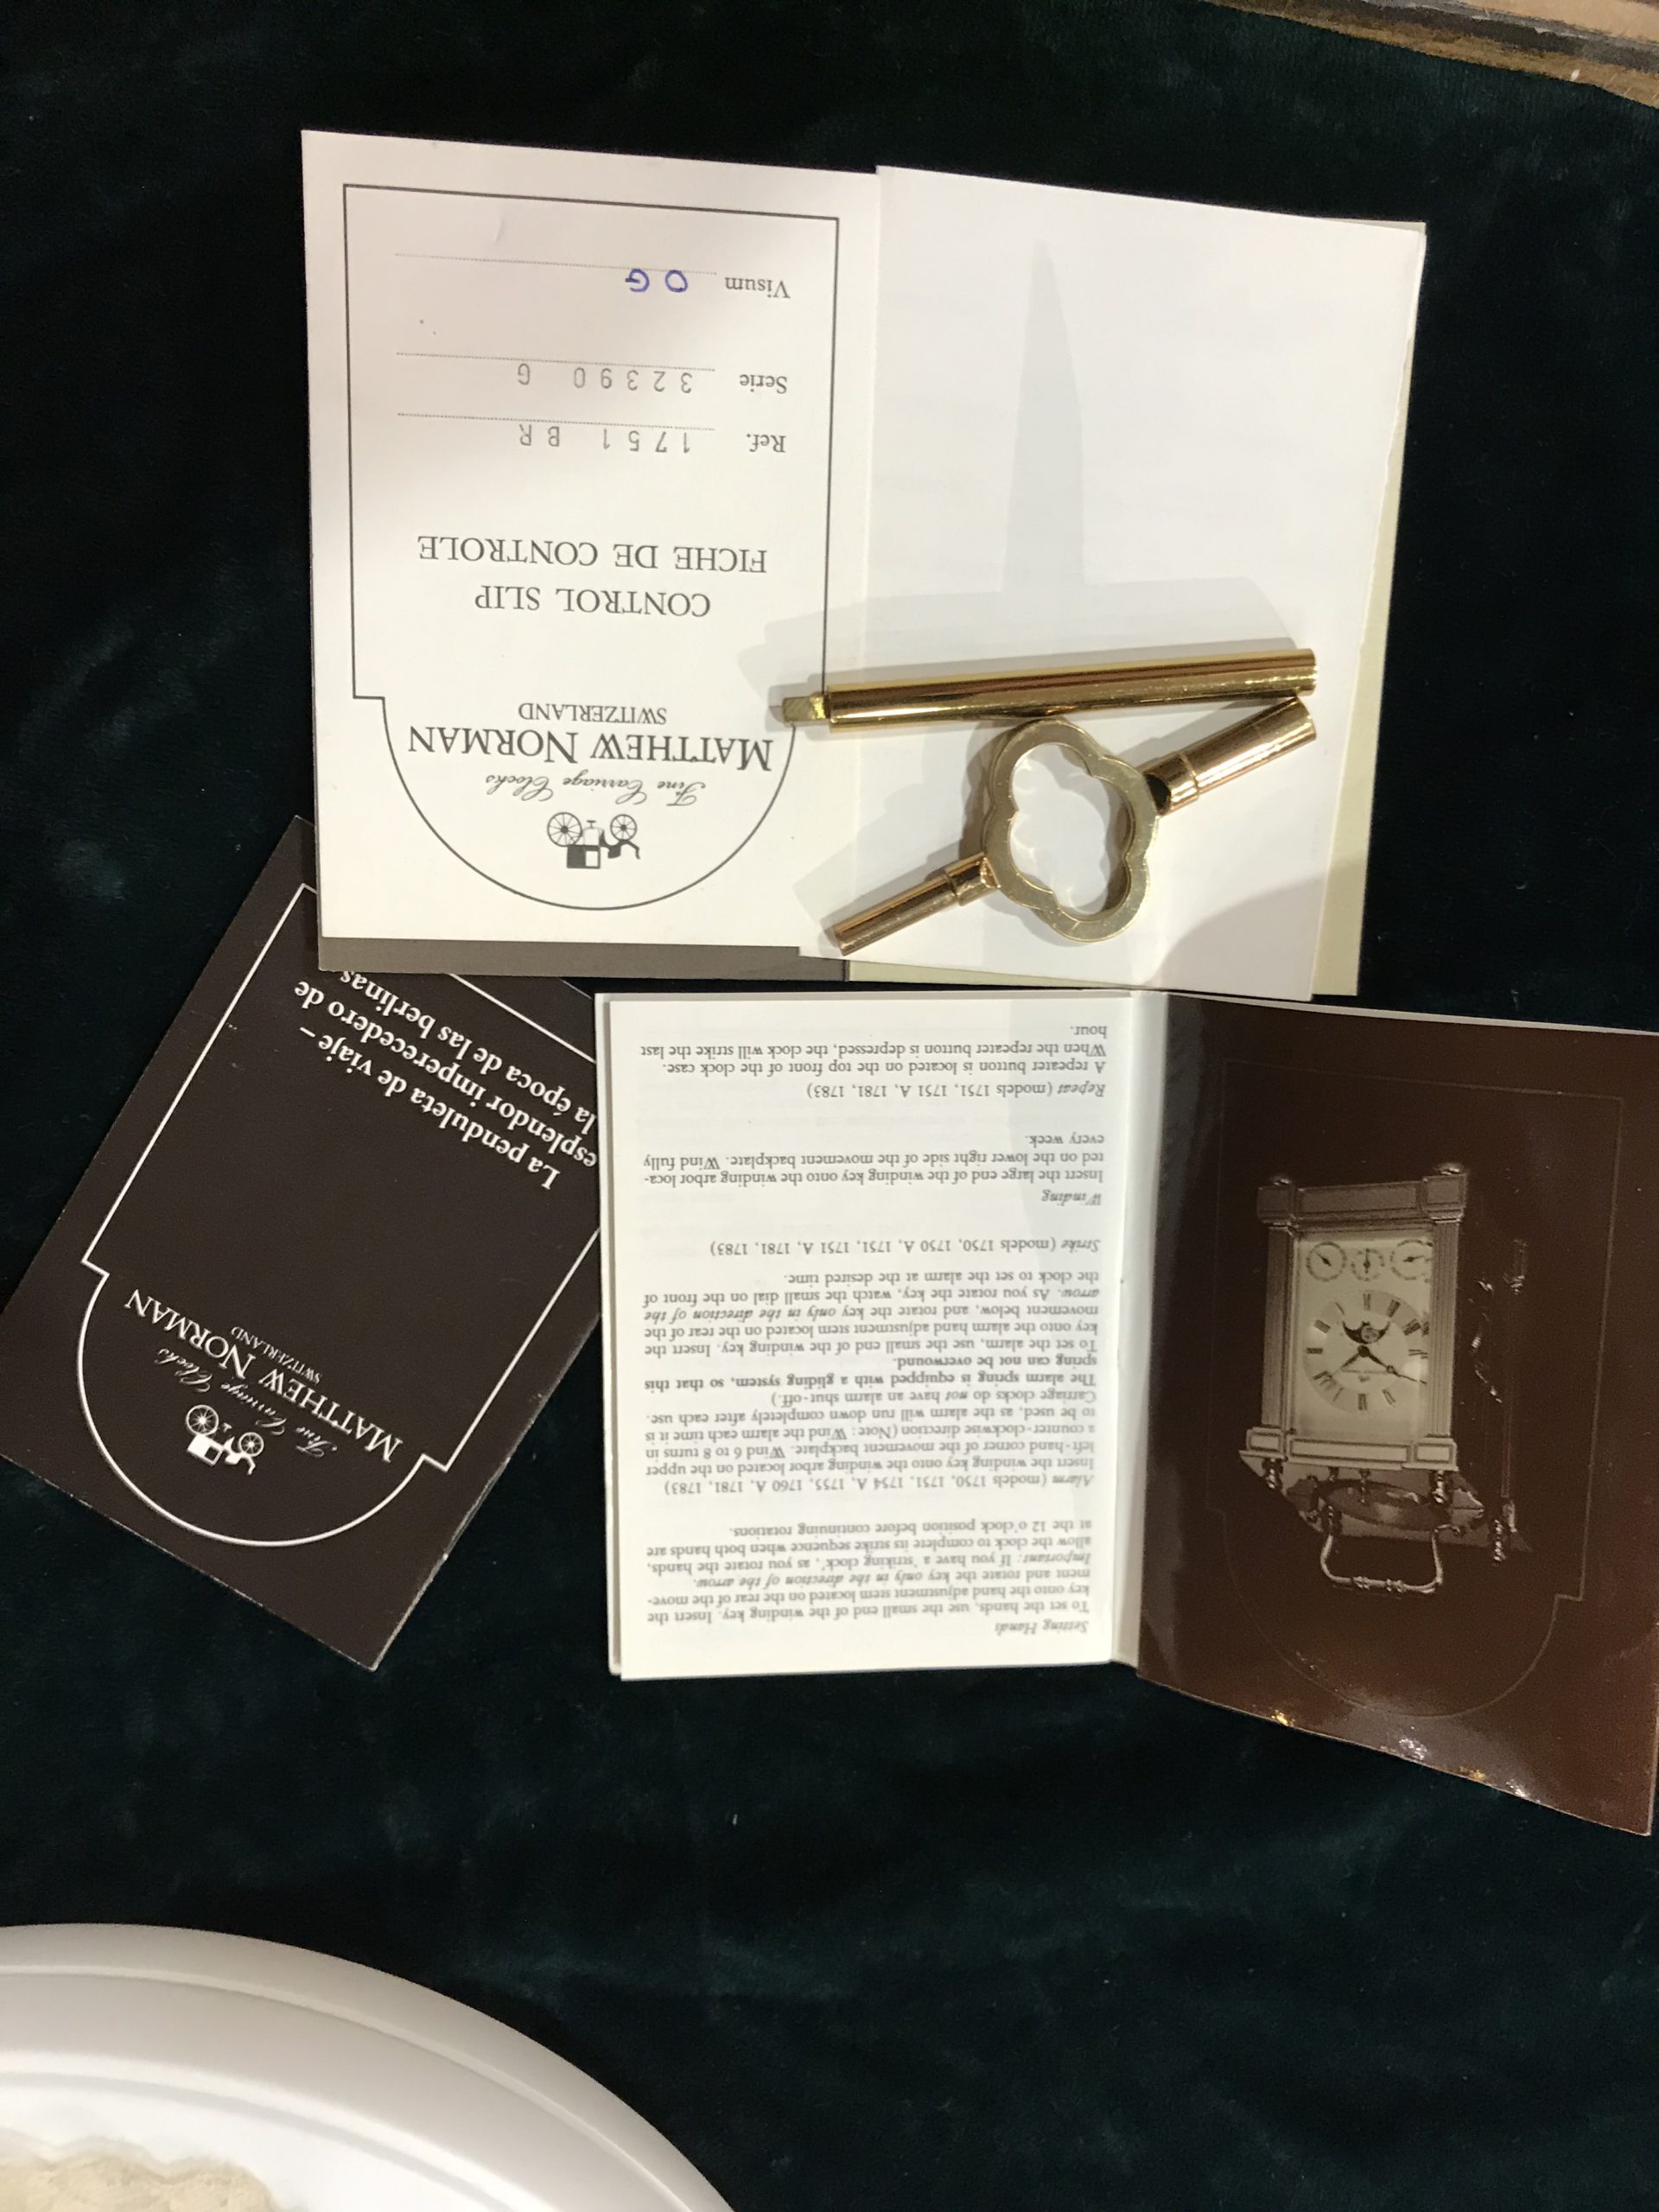 Fine Carriage Clocks
MATTHEW NORMAN
SWITZERLAND
CONTROL SLIP
FICHE DE CONTROLE
Ref. 1751 BR
Serie 32390 G
Visum OG
Setting Hands
To set the hands, use the small end of the winding key. Insert the
key onto the hand adjustment stem located on the rear of the move-
ment and rotate the key only in the direction of the arrow.
Important: If you have a 'striking clock', as you rotate the hands,
allow the clock to complete its strike sequence when both hands are
at the 12 o'clock position before continuing rotations.
Alarm (models 1750, 1751, 1754 A, 1755, 1760 A, 1781, 1783)
Insert the winding key onto the winding arbor located on the upper
left-hand corner of the movement backplate. Wind 6 to 8 turns in
a counter-clockwise direction (Note: Wind the alarm each time it is
to be used, as the alarm will run down completely after each use.
Carriage clocks do not have an alarm shut-off.)
The alarm spring is equipped with a gliding system, so that this
spring can not be overwound.
To set the alarm, use the small end of the winding key. Insert the
key onto the alarm hand adjustment stem located on the rear of the
movement below, and rotate the key only in the direction of the
arrow. As you rotate the key, watch the small dial on the front of
the clock to set the alarm at the desired time.
Strike (models 1750, 1750 A, 1751, 1751 A, 1781, 1783)
Winding
Insert the large end of the winding key onto the winding arbor loca-
ted on the lower right side of the movement backplate. Wind fully
every week.
Repeat (models 1751, 1751 A, 1781, 1783)
A repeater button is located on the top front of the clock case.
When the repeater button is depressed, the clock will strike the last
hour.
Fine Carriage Clocks
MATTHEW NORMAN
SWITZERLAND
La penduleta de viaje –
esplendor imperecedero de
la época de las berlinas